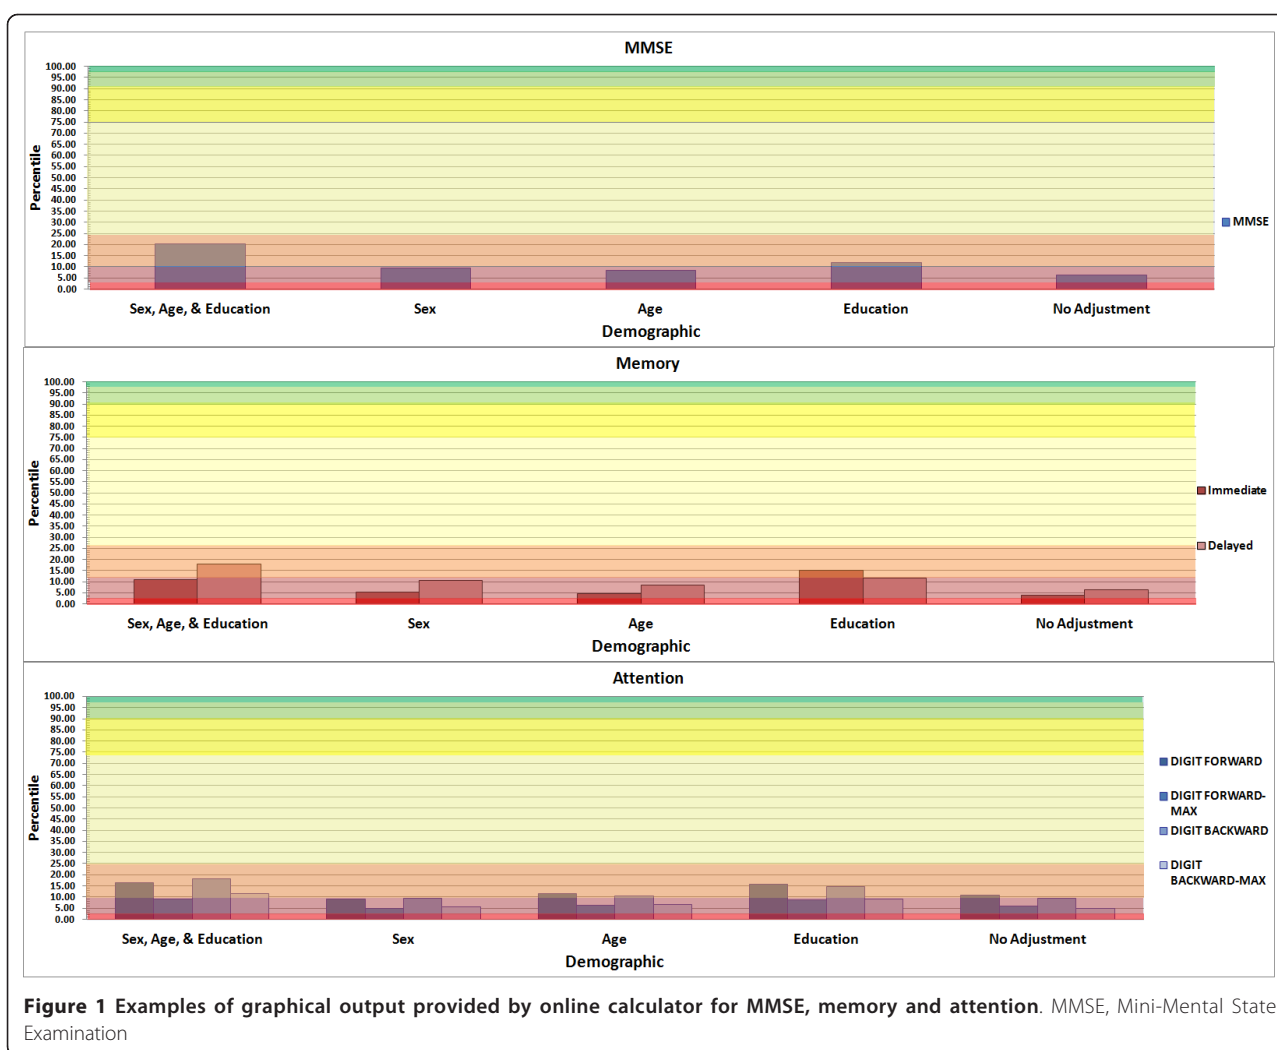 MMSE
100.00
95.00
90.00
85.00
80.00
75.00
70.00
65.00
60.00
55.00
50.00
45.00
40.00
35.00
30.00
25.00
20.00
15.00
10.00
5.00
0.00
Percentile
MMSE
Sex, Age, & Education Sex Age Education No Adjustment
Demographic
Memory
100.00
95.00
90.00
85.00
80.00
75.00
70.00
65.00
60.00
55.00
50.00
45.00
40.00
35.00
30.00
25.00
20.00
15.00
10.00
5.00
0.00
Percentile
Immediate
Delayed
Sex, Age, & Education Sex Age Education No Adjustment
Demographic
Attention
100.00
95.00
90.00
85.00
80.00
75.00
70.00
65.00
60.00
55.00
50.00
45.00
40.00
35.00
30.00
25.00
20.00
15.00
10.00
5.00
0.00
Percentile
DIGIT FORWARD
DIGIT FORWARD-
MAX
DIGIT BACKWARD
DIGIT
BACKWARD-MAX
Sex, Age, & Education Sex Age Education No Adjustment
Demographic
Figure 1 Examples of graphical output provided by online calculator for MMSE, memory and attention. MMSE, Mini-Mental State
Examination